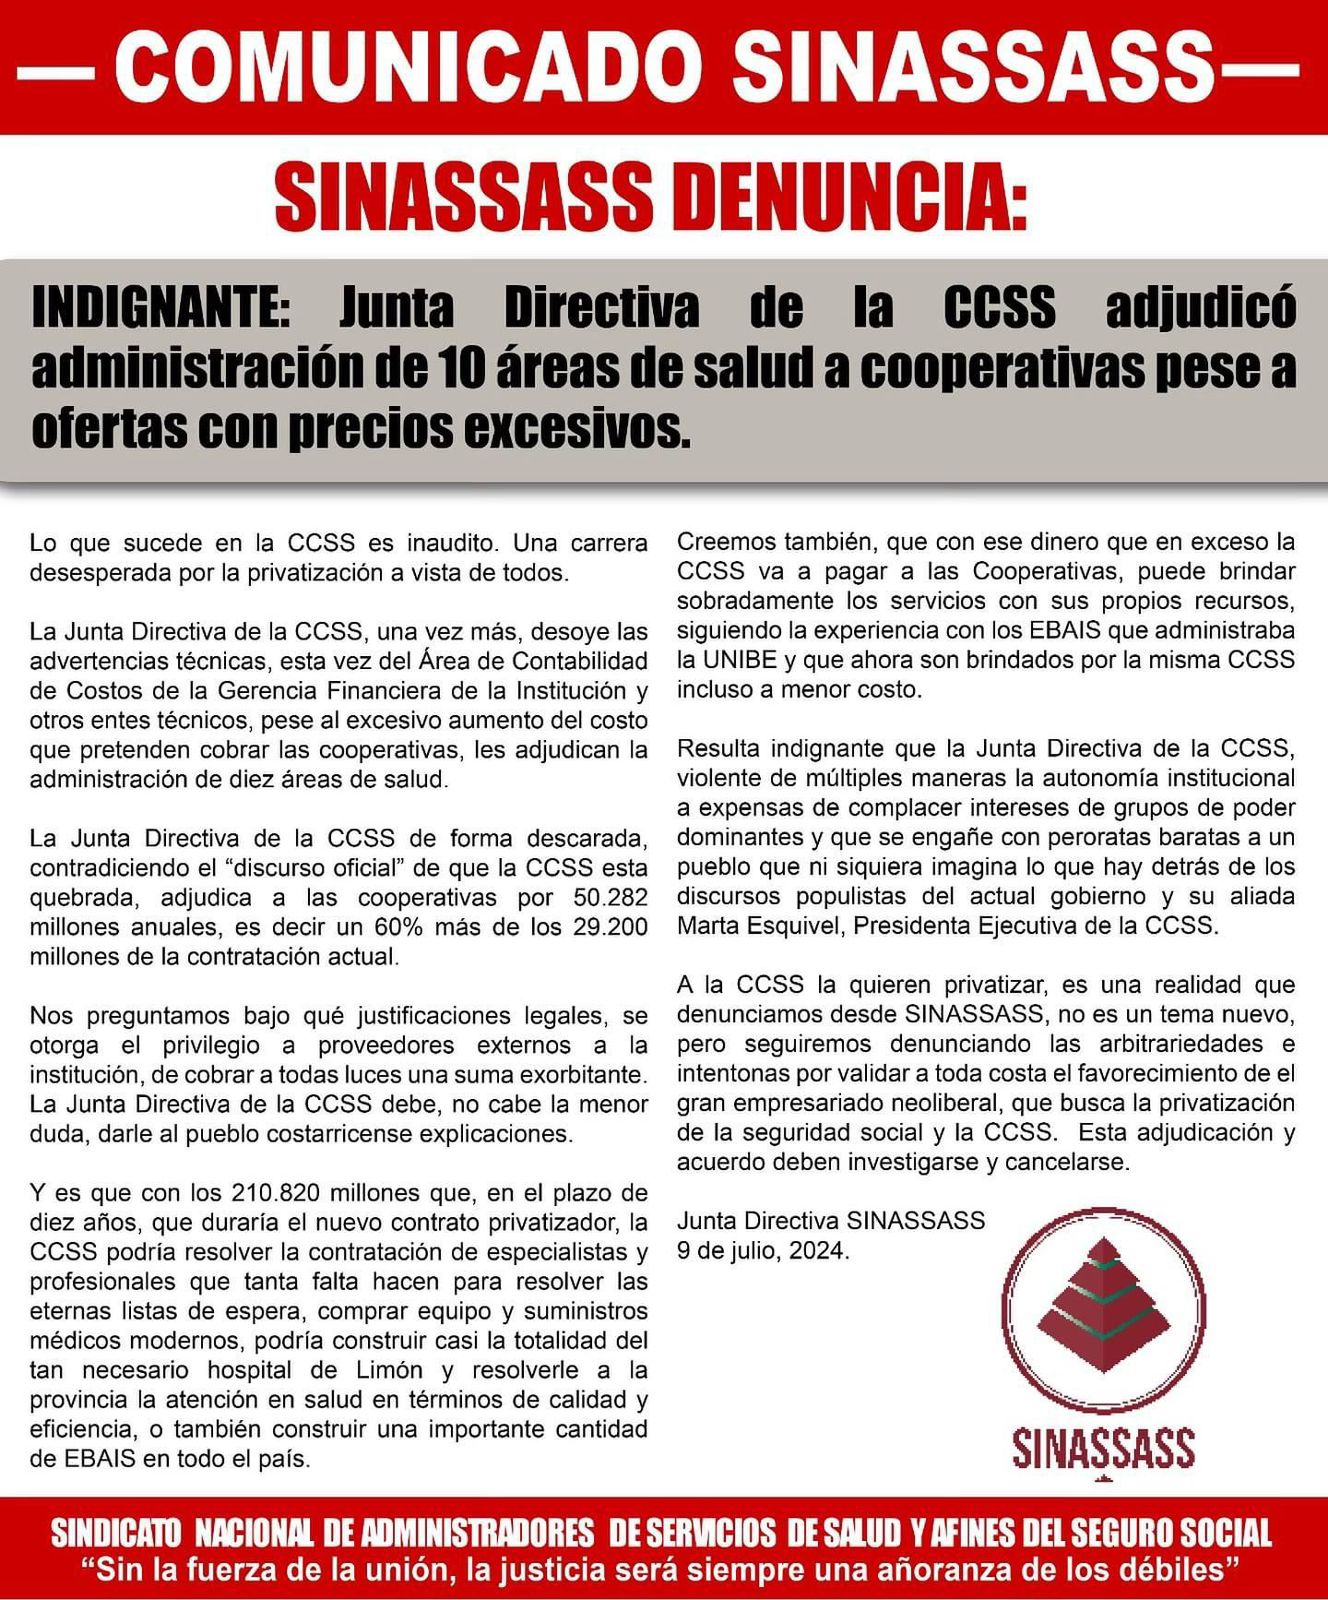 — COMUNICADO SINASSASS—
SINASSASS DENUNCIA:
INDIGNANTE: Junta Directiva de la CCSS adjudicó
administración de 10 áreas de salud a cooperativas pese a
ofertas con precios excesivos.
Lo que sucede en la CCSS es inaudito. Una carrera
desesperada por la privatización a vista de todos.
La Junta Directiva de la CCSS, una vez más, desoye las
advertencias técnicas, esta vez del Área de Contabilidad
de Costos de la Gerencia Financiera de la Institución y
otros entes técnicos, pese al excesivo aumento del costo
que pretenden cobrar las cooperativas, les adjudican la
administración de diez áreas de salud.
La Junta Directiva de la CCSS de forma descarada,
contradiciendo el “discurso oficial” de que la CCSS esta
quebrada, adjudica a las cooperativas por 50.282
millones anuales, es decir un 60% más de los 29.200
millones de la contratación actual.
Nos preguntamos bajo qué justificaciones legales, se
otorga el privilegio a proveedores externos a la
institución, de cobrar a todas luces una suma exorbitante.
La Junta Directiva de la CCSS debe, no cabe la menor
duda, darle al pueblo costarricense explicaciones.
Y es que con los 210.820 millones que, en el plazo de
diez años, que duraría el nuevo contrato privatizador, la
CCSS podría resolver la contratación de especialistas y
profesionales que tanta falta hacen para resolver las
eternas listas de espera, comprar equipo y suministros
médicos modernos, podría construir casi la totalidad del
tan necesario hospital de Limón y resolverle a la
provincia la atención en salud en términos de calidad y
eficiencia, o también construir una importante cantidad
de EBAIS en todo el país.
Creemos también, que con ese dinero que en exceso la
CCSS va a pagar a las Cooperativas, puede brindar
sobradamente los servicios con sus propios recursos,
siguiendo la experiencia con los EBAIS que administraba
la UNIBE y que ahora son brindados por la misma CCSS
incluso a menor costo.
Resulta indignante que la Junta Directiva de la CCSS,
violente de múltiples maneras la autonomía institucional
a expensas de complacer intereses de grupos de poder
dominantes y que se engañe con peroratas baratas a un
pueblo que ni siquiera imagina lo que hay detrás de los
discursos populistas del actual gobierno y su aliada
Marta Esquivel, Presidenta Ejecutiva de la CCSS.
A la CCSS la quieren privatizar, es una realidad que
denunciamos desde SINASSASS, no es un tema nuevo,
pero seguiremos denunciando las arbitrariedades e
intentonas por validar a toda costa el favorecimiento de el
gran empresariado neoliberal, que busca la privatización
de la seguridad social y la CCSS. Esta adjudicación y
acuerdo deben investigarse y cancelarse.
Junta Directiva SINASSASS
9 de julio, 2024.
SINASSASS
SINDICATO NACIONAL DE ADMINISTRADORES DE SERVICIOS DE SALUD Y AFINES DEL SEGURO SOCIAL
“Sin la fuerza de la unión, la justicia será siempre una añoranza de los débiles”